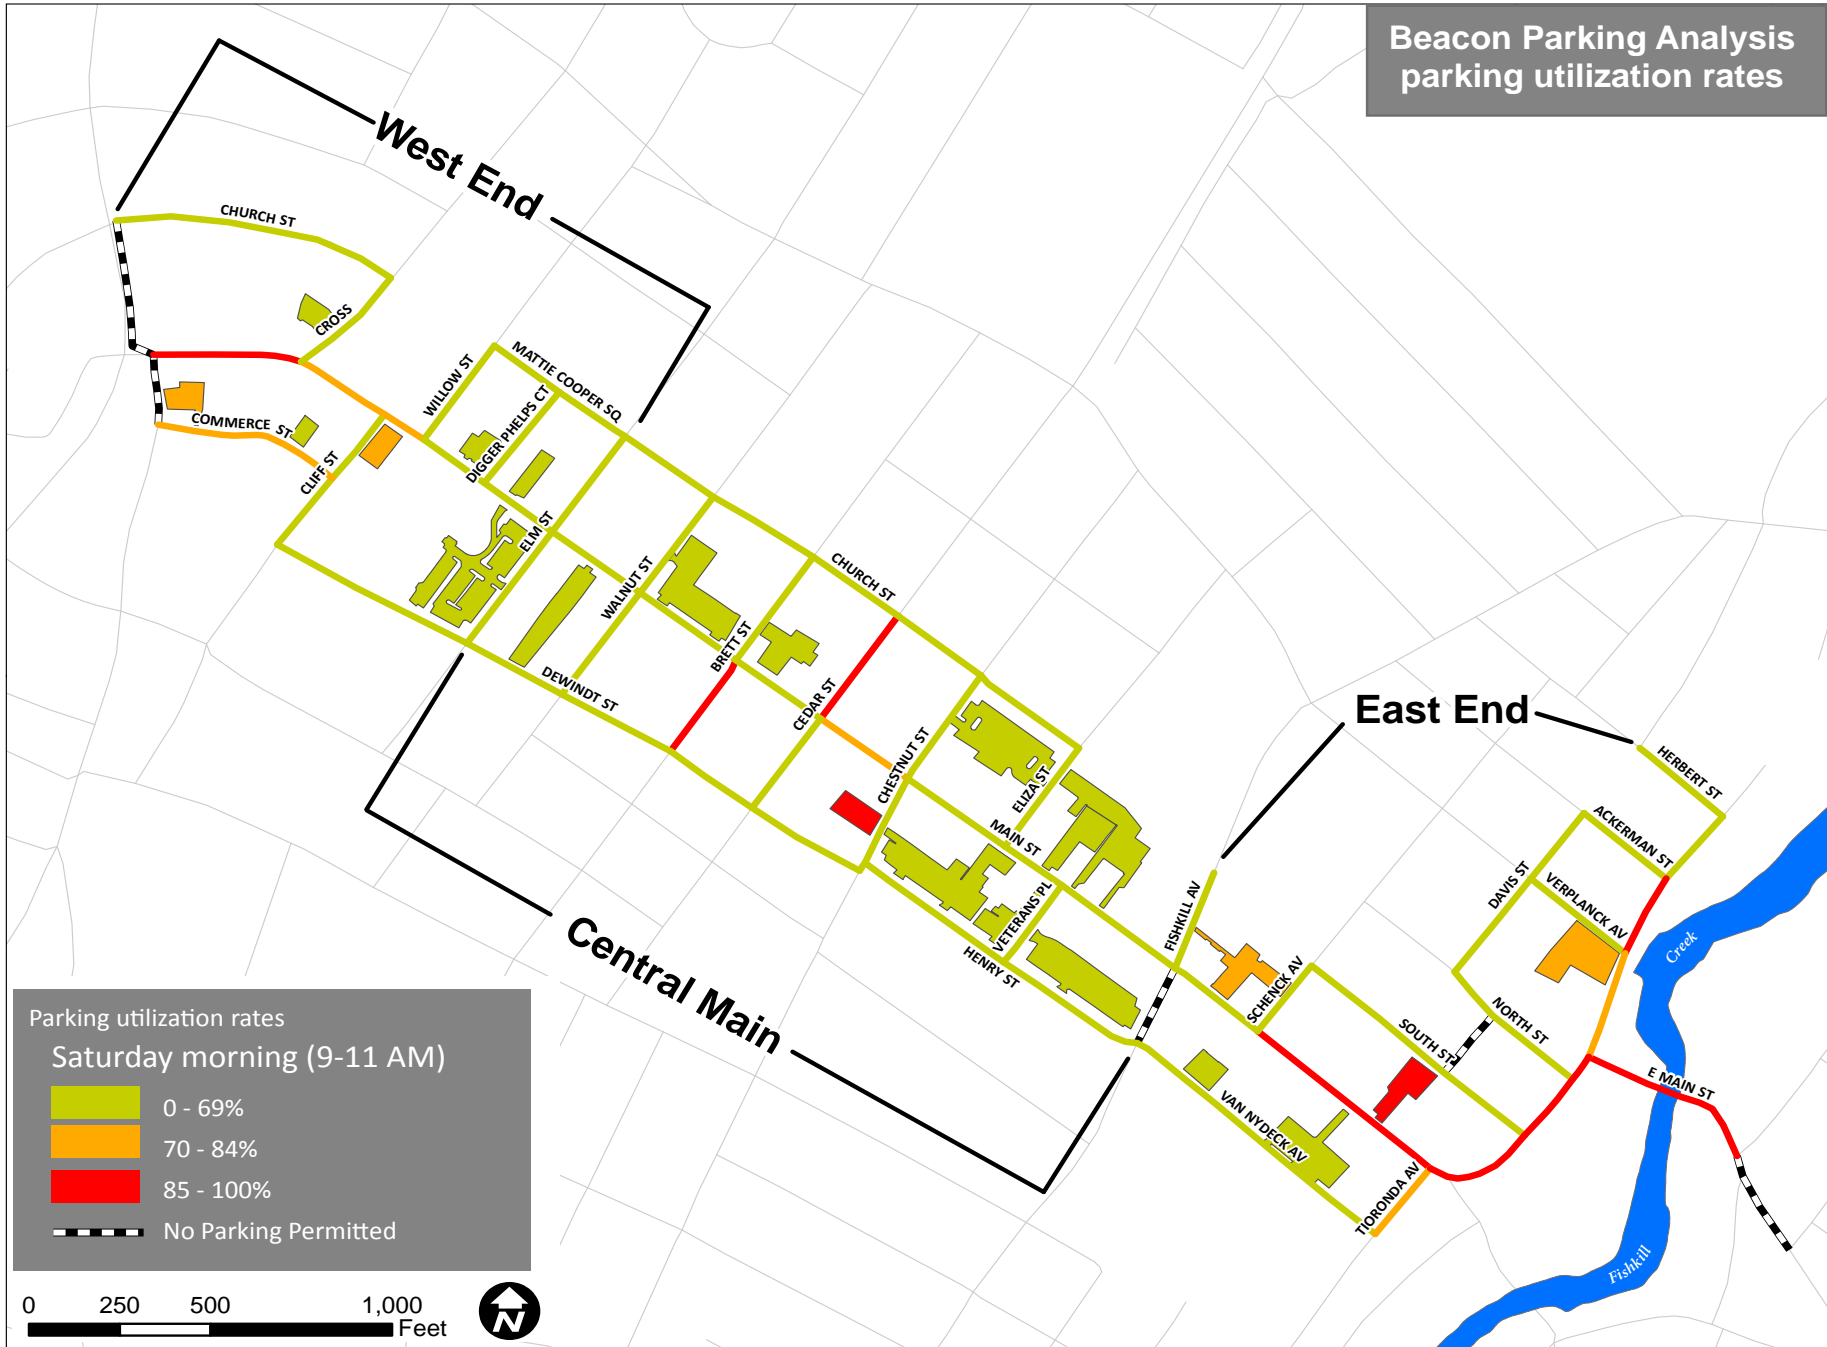 Beacon Parking Analysis
parking utilization rates
West End
CHURCH ST
CROSS
WILLOW ST
MATTIE COOPER SQ
DIGGER PHELPS CT
COMMERCE ST
CLIFF ST
ELM ST
WALNUT ST
CHURCH ST
BRETT ST
DEWINDT ST
CEDAR ST
CHESTNUT ST
ELIZA ST
MAIN ST
East End
HERBERT ST
ACKERMAN ST
DAVIS ST
VERPLANCK AV
VETERANS PL
FISHKILL AV
HENRY ST
Central Main
SCHENCK AV
SOUTH ST
NORTH ST
E MAIN ST
VAN NYDECK AV
TIORONDA AV
Creek
Fishkill
Parking utilization rates
Saturday morning (9-11 AM)
0 - 69%
70 - 84%
85 - 100%
No Parking Permitted
0 250 500 1,000
Feet
N